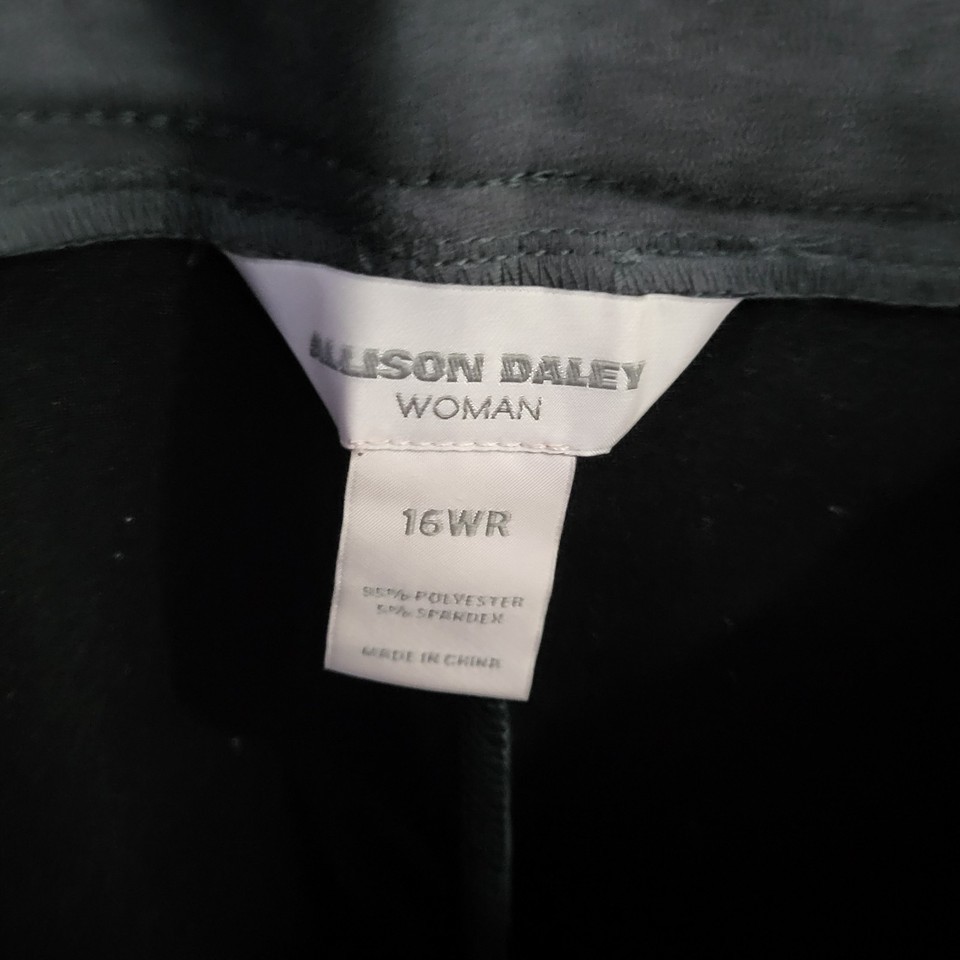 ALLISON DALEY
WOMAN
16WR
95% POLYESTER
5% SPANDEX
MADE IN CHINA